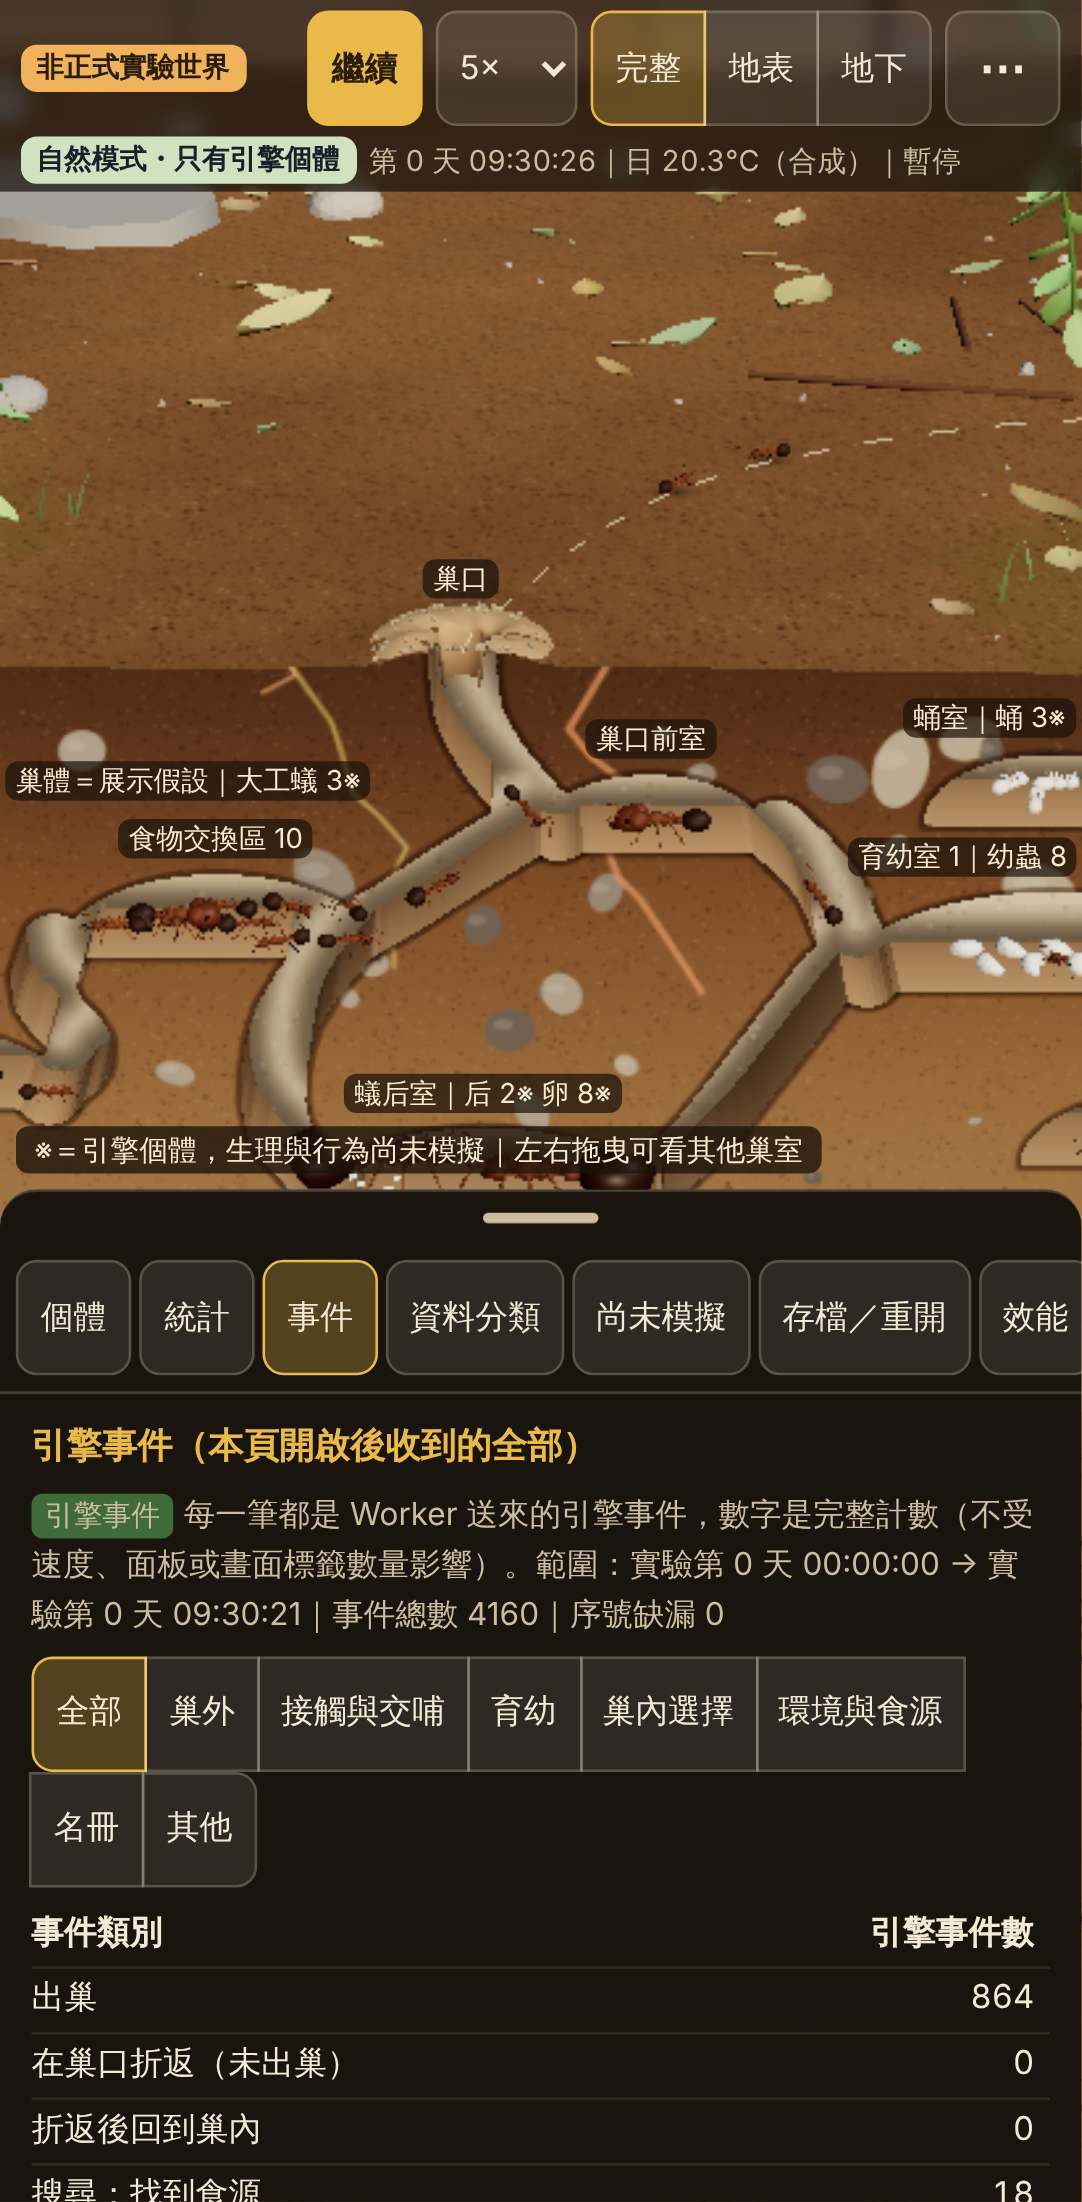 非正式實驗世界
繼續
5×
完整
地表
地下
⋯
自然模式・只有引擎個體
第 0 天 09:30:26｜日 20.3°C（合成）｜暫停
巢口
蛹室｜蛹 3※
巢口前室
巢體＝展示假設｜大工蟻 3※
食物交換區 10
育幼室 1｜幼蟲 8
蟻后室｜后 2※ 卵 8※
※＝引擎個體，生理與行為尚未模擬｜左右拖曳可看其他巢室
個體
統計
事件
資料分類
尚未模擬
存檔／重開
效能
引擎事件（本頁開啟後收到的全部）
引擎事件 每一筆都是 Worker 送來的引擎事件，數字是完整計數（不受
速度、面板或畫面標籤數量影響）。範圍：實驗第 0 天 00:00:00 → 實
驗第 0 天 09:30:21｜事件總數 4160｜序號缺漏 0
全部
巢外
接觸與交哺
育幼
巢內選擇
環境與食源
名冊
其他
事件類別 引擎事件數
出巢 864
在巢口折返（未出巢） 0
折返後回到巢內 0
搜尋：找到食源 18